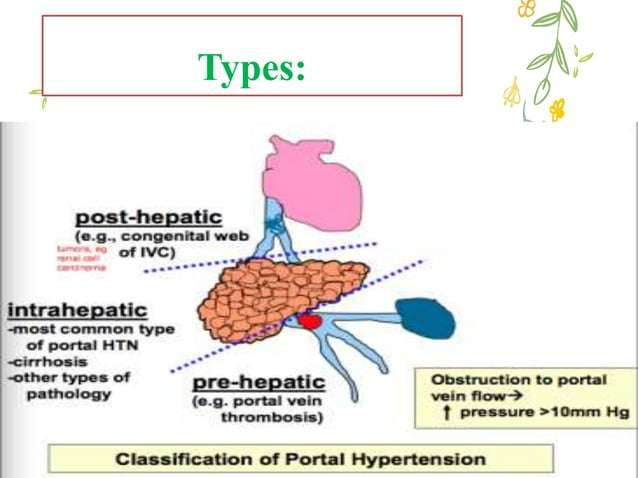 Types:
post-hepatic
(e.g., congenital web
of IVC)
tumors, eg
renal cell
carcinoma
intrahepatic
-most common type
of portal HTN
-cirrhosis
-other types of
pathology
pre-hepatic
(e.g. portal vein
thrombosis)
Obstruction to portal
vein flow→
↑ pressure >10mm Hg
Classification of Portal Hypertension